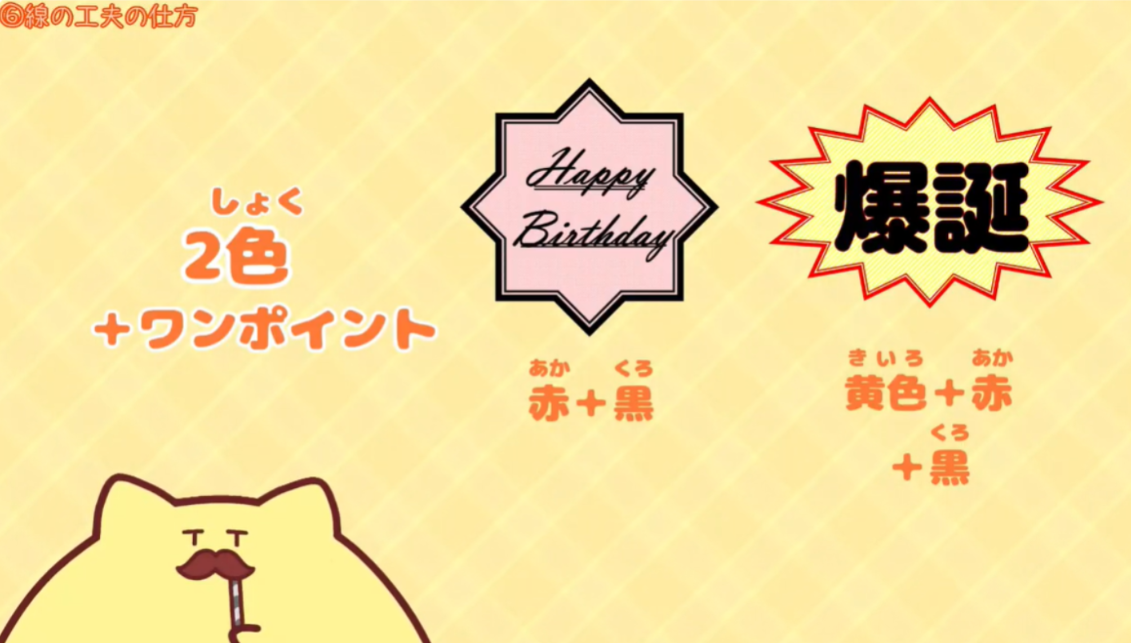 ⑥線の工夫の仕方
しょく
2色
+ワンポイント
Happy
Birthday
あか くろ
赤+黒
爆誕
きいろ あか
黄色+赤
くろ
+黒